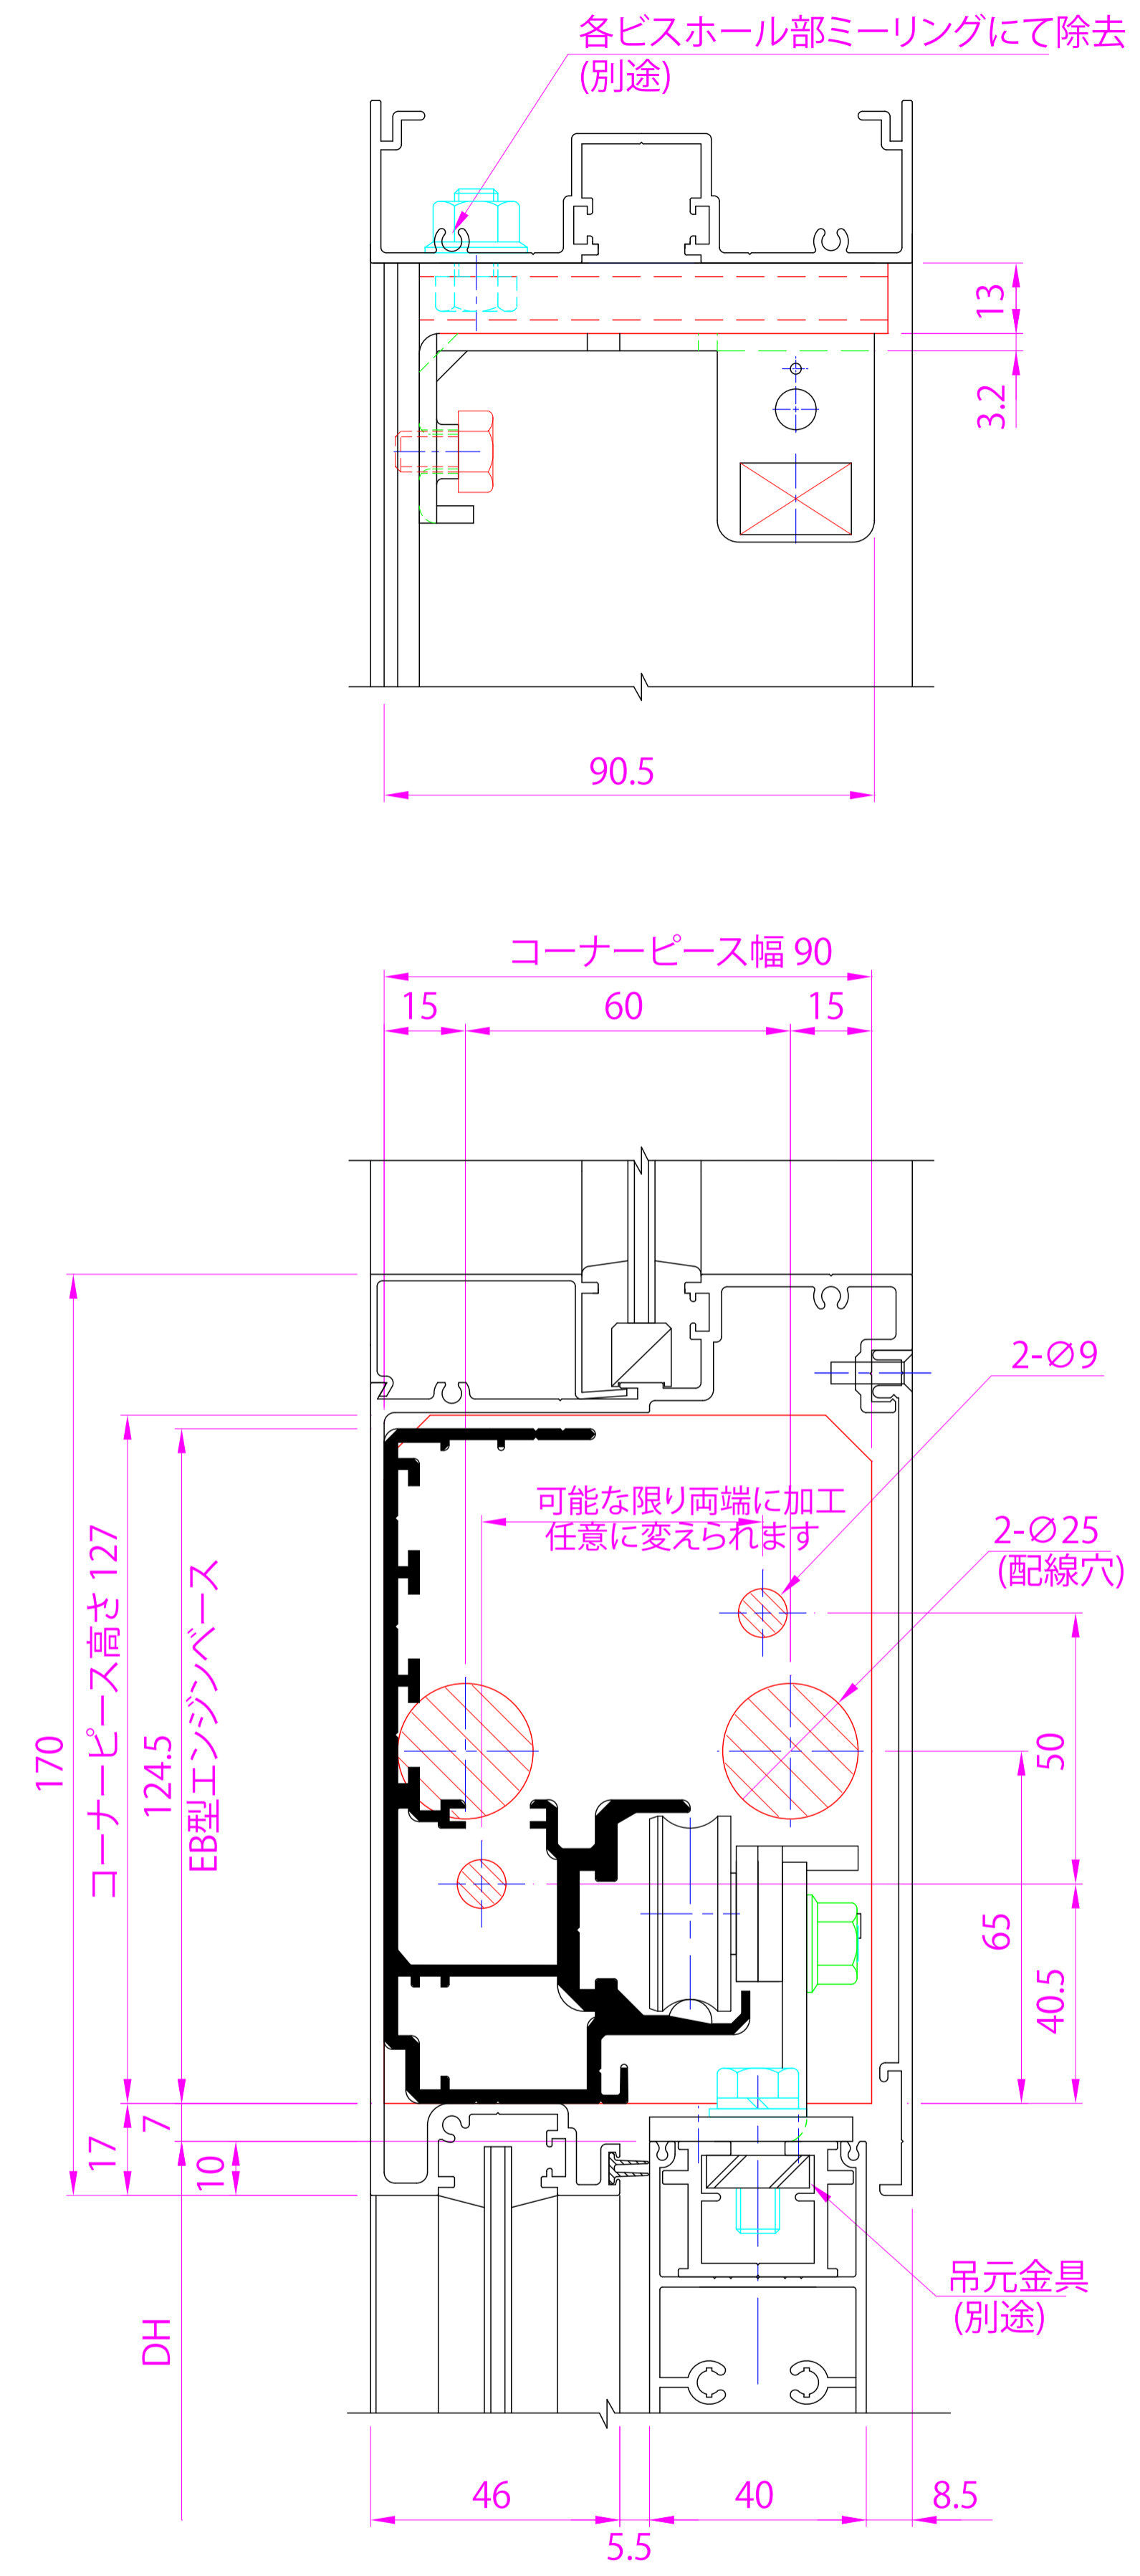 各ビスホール部ミーリングにて除去
(別途)
13
3.2
90.5
コーナーピース幅 90
15
60
15
2-∅9
可能な限り両端に加工
任意に変えられます
2-∅25
(配線穴)
170
コーナーピース高さ 127
124.5
EB型エンジンベース
50
65
40.5
17
7
10
DH
吊元金具
(別途)
46
5.5
40
8.5